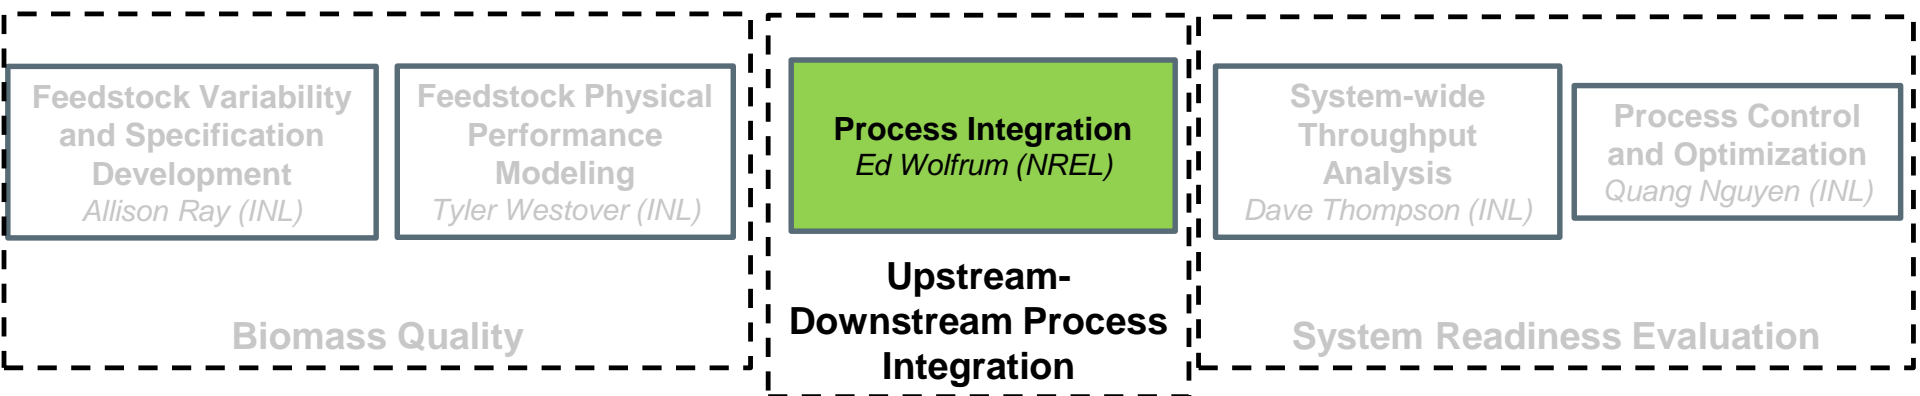 Feedstock Variability
and Specification
Development
Allison Ray (INL)
Feedstock Physical
Performance
Modeling
Tyler Westover (INL)
Biomass Quality
Process Integration
Ed Wolfrum (NREL)
Upstream-
Downstream Process
Integration
System-wide
Throughput
Analysis
Dave Thompson (INL)
Process Control
and Optimization
Quang Nguyen (INL)
System Readiness Evaluation